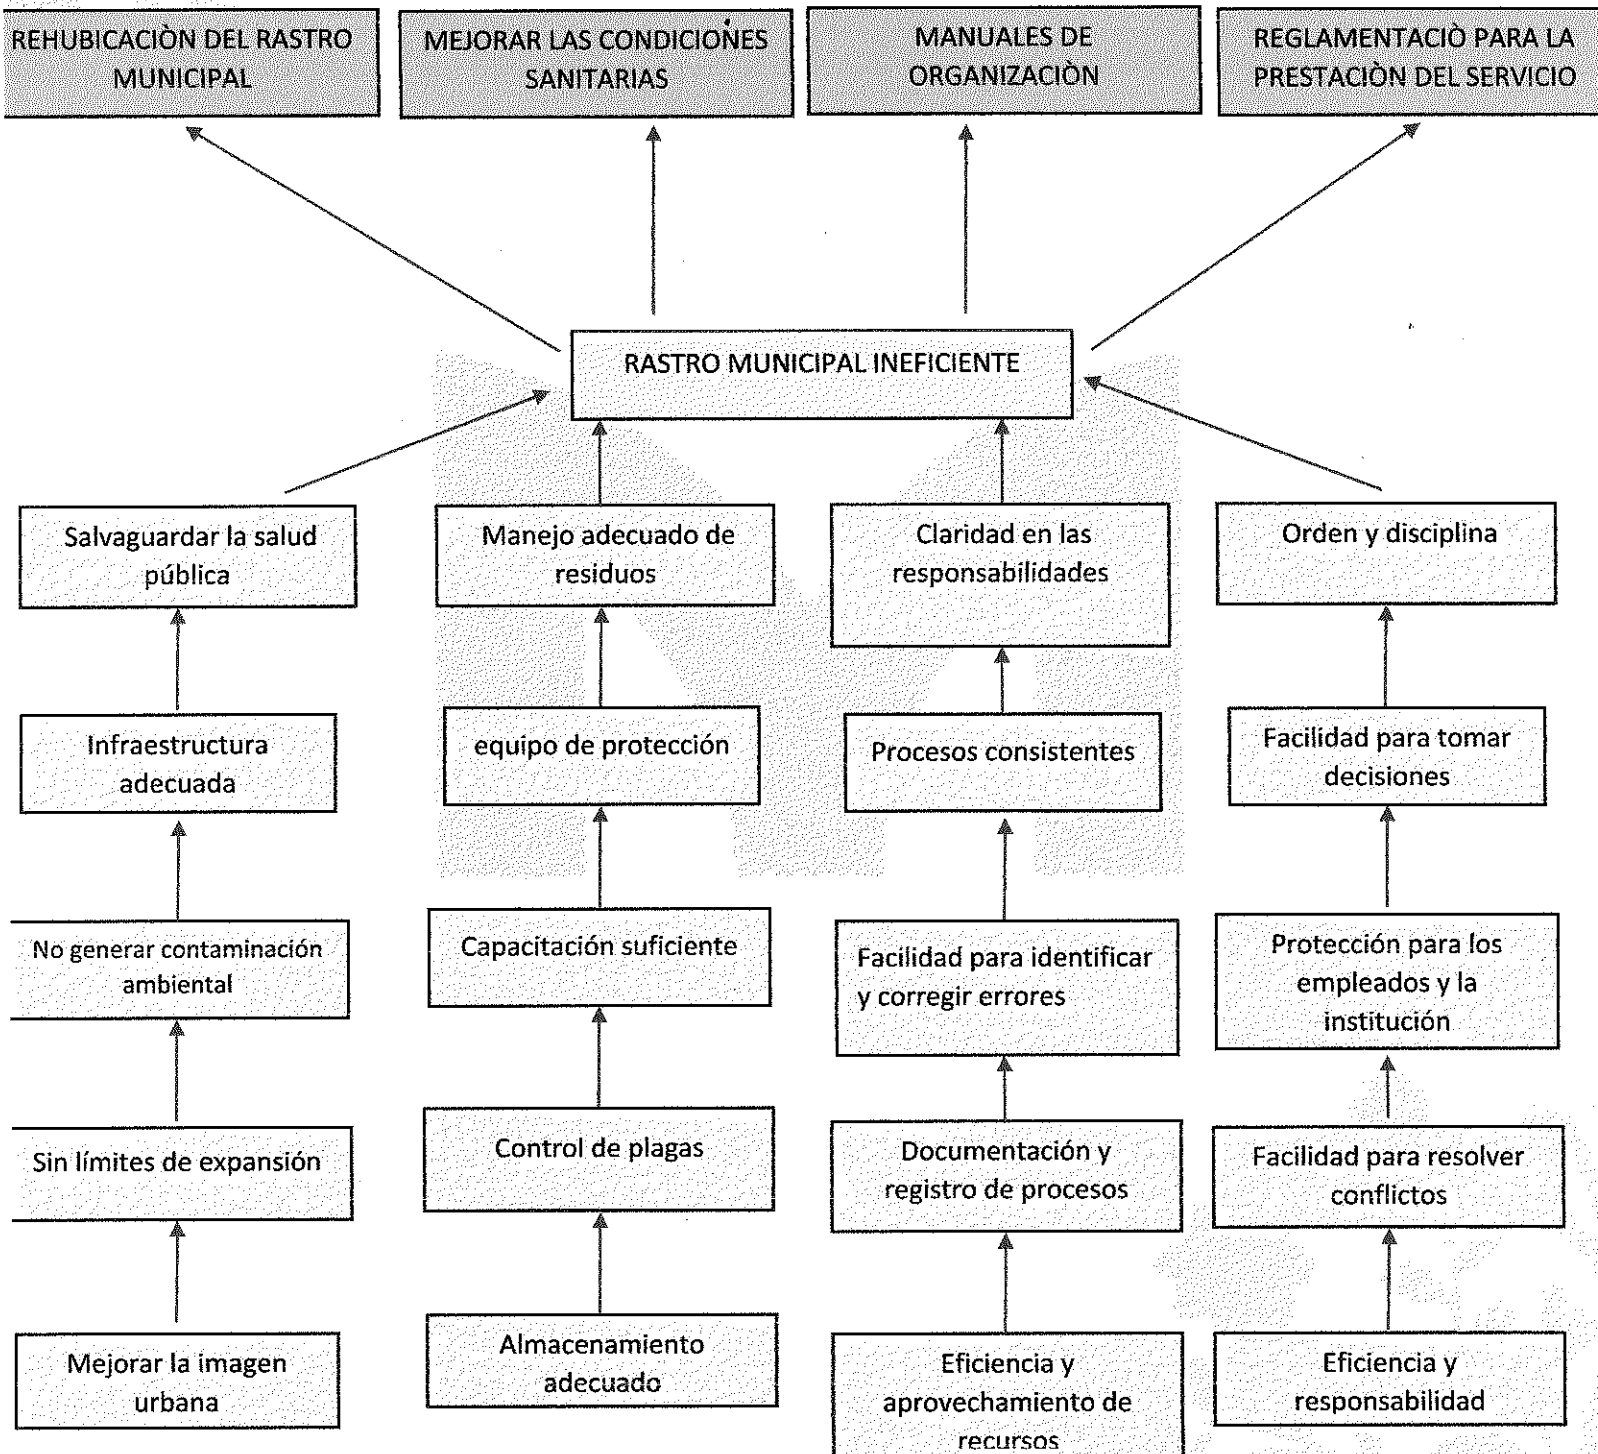 REHUBICACIÒN DEL RASTRO
MUNICIPAL
MEJORAR LAS CONDICIONES
SANITARIAS
MANUALES DE
ORGANIZACIÒN
REGLAMENTACIÒ PARA LA
PRESTACIÒN DEL SERVICIO
RASTRO MUNICIPAL INEFICIENTE
Salvaguardar la salud
pública
Manejo adecuado de
residuos
Claridad en las
responsabilidades
Orden y disciplina
Infraestructura
adecuada
equipo de protección
Procesos consistentes
Facilidad para tomar
decisiones
No generar contaminación
ambiental
Capacitación suficiente
Facilidad para identificar
y corregir errores
Protección para los
empleados y la
institución
Sin límites de expansión
Control de plagas
Documentación y
registro de procesos
Facilidad para resolver
conflictos
Mejorar la imagen
urbana
Almacenamiento
adecuado
Eficiencia y
aprovechamiento de
recursos
Eficiencia y
responsabilidad